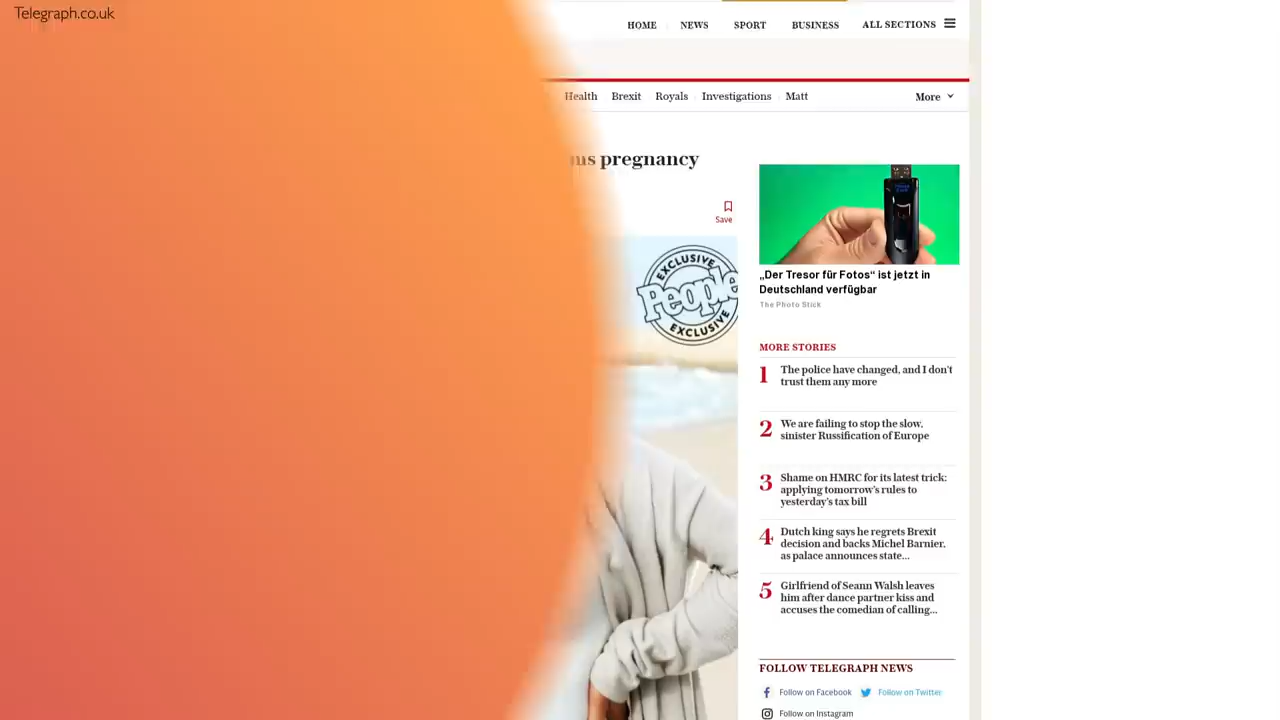 Telegraph.co.uk
HOME NEWS SPORT BUSINESS ALL SECTIONS
Health Brexit Royals Investigations Matt More
pregnancy
Save
EXCLUSIVE
People
EXCLUSIVE
„Der Tresor für Fotos“ ist jetzt in
Deutschland verfügbar
The Photo Stick
MORE STORIES
1 The police have changed, and I don't
trust them any more
2 We are failing to stop the slow,
sinister Russification of Europe
3 Shame on HMRC for its latest trick:
applying tomorrow's rules to
yesterday's tax bill
4 Dutch king says he regrets Brexit
decision and backs Michel Barnier,
as palace announces state...
5 Girlfriend of Seann Walsh leaves
him after dance partner kiss and
accuses the comedian of calling...
FOLLOW TELEGRAPH NEWS
Follow on Facebook Follow on Twitter
Follow on Instagram